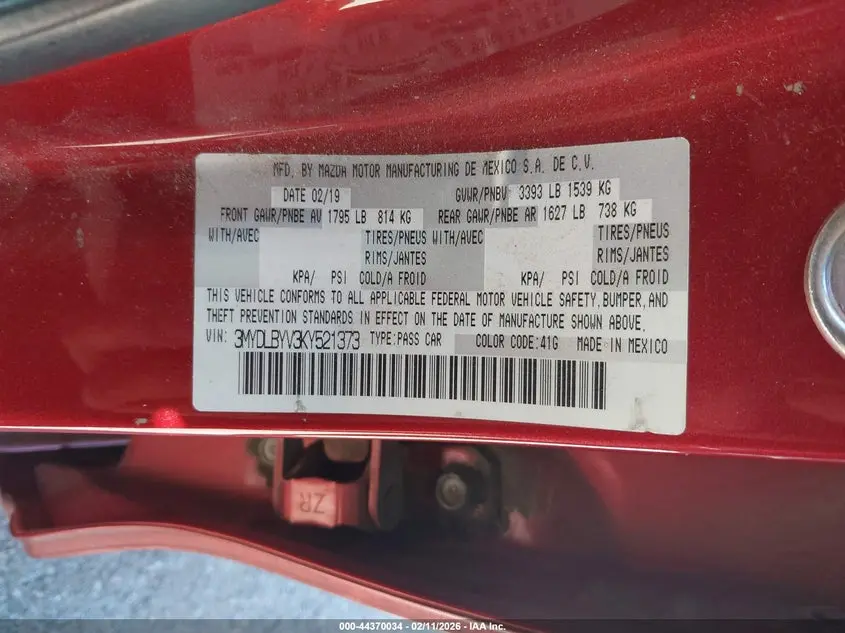 MFD. BY MAZDA MOTOR MANUFACTURING DE MEXICO S.A. DE C.V.
DATE 02/19 GVWR/PNBV 3393 LB 1539 KG
FRONT GAWR/PNBE AV 1795 LB 814 KG REAR GAWR/PNBE AR 1627 LB 738 KG
WITH/AVEC TIRES/PNEUS WITH/AVEC TIRES/PNEUS
RIMS/JANTES RIMS/JANTES
KPA/ PSI COLD/A FROID KPA/ PSI COLD/A FROID
THIS VEHICLE CONFORMS TO ALL APPLICABLE FEDERAL MOTOR VEHICLE SAFETY,BUMPER,AND
THEFT PREVENTION STANDARDS IN EFFECT ON THE DATE OF MANUFACTURE SHOWN ABOVE.
VIN: 3MYDLBYV3KY521373 TYPE:PASS CAR COLOR CODE:41G MADE IN MEXICO
ZR
000-44370034 - 02/11/2026 - IAA Inc.